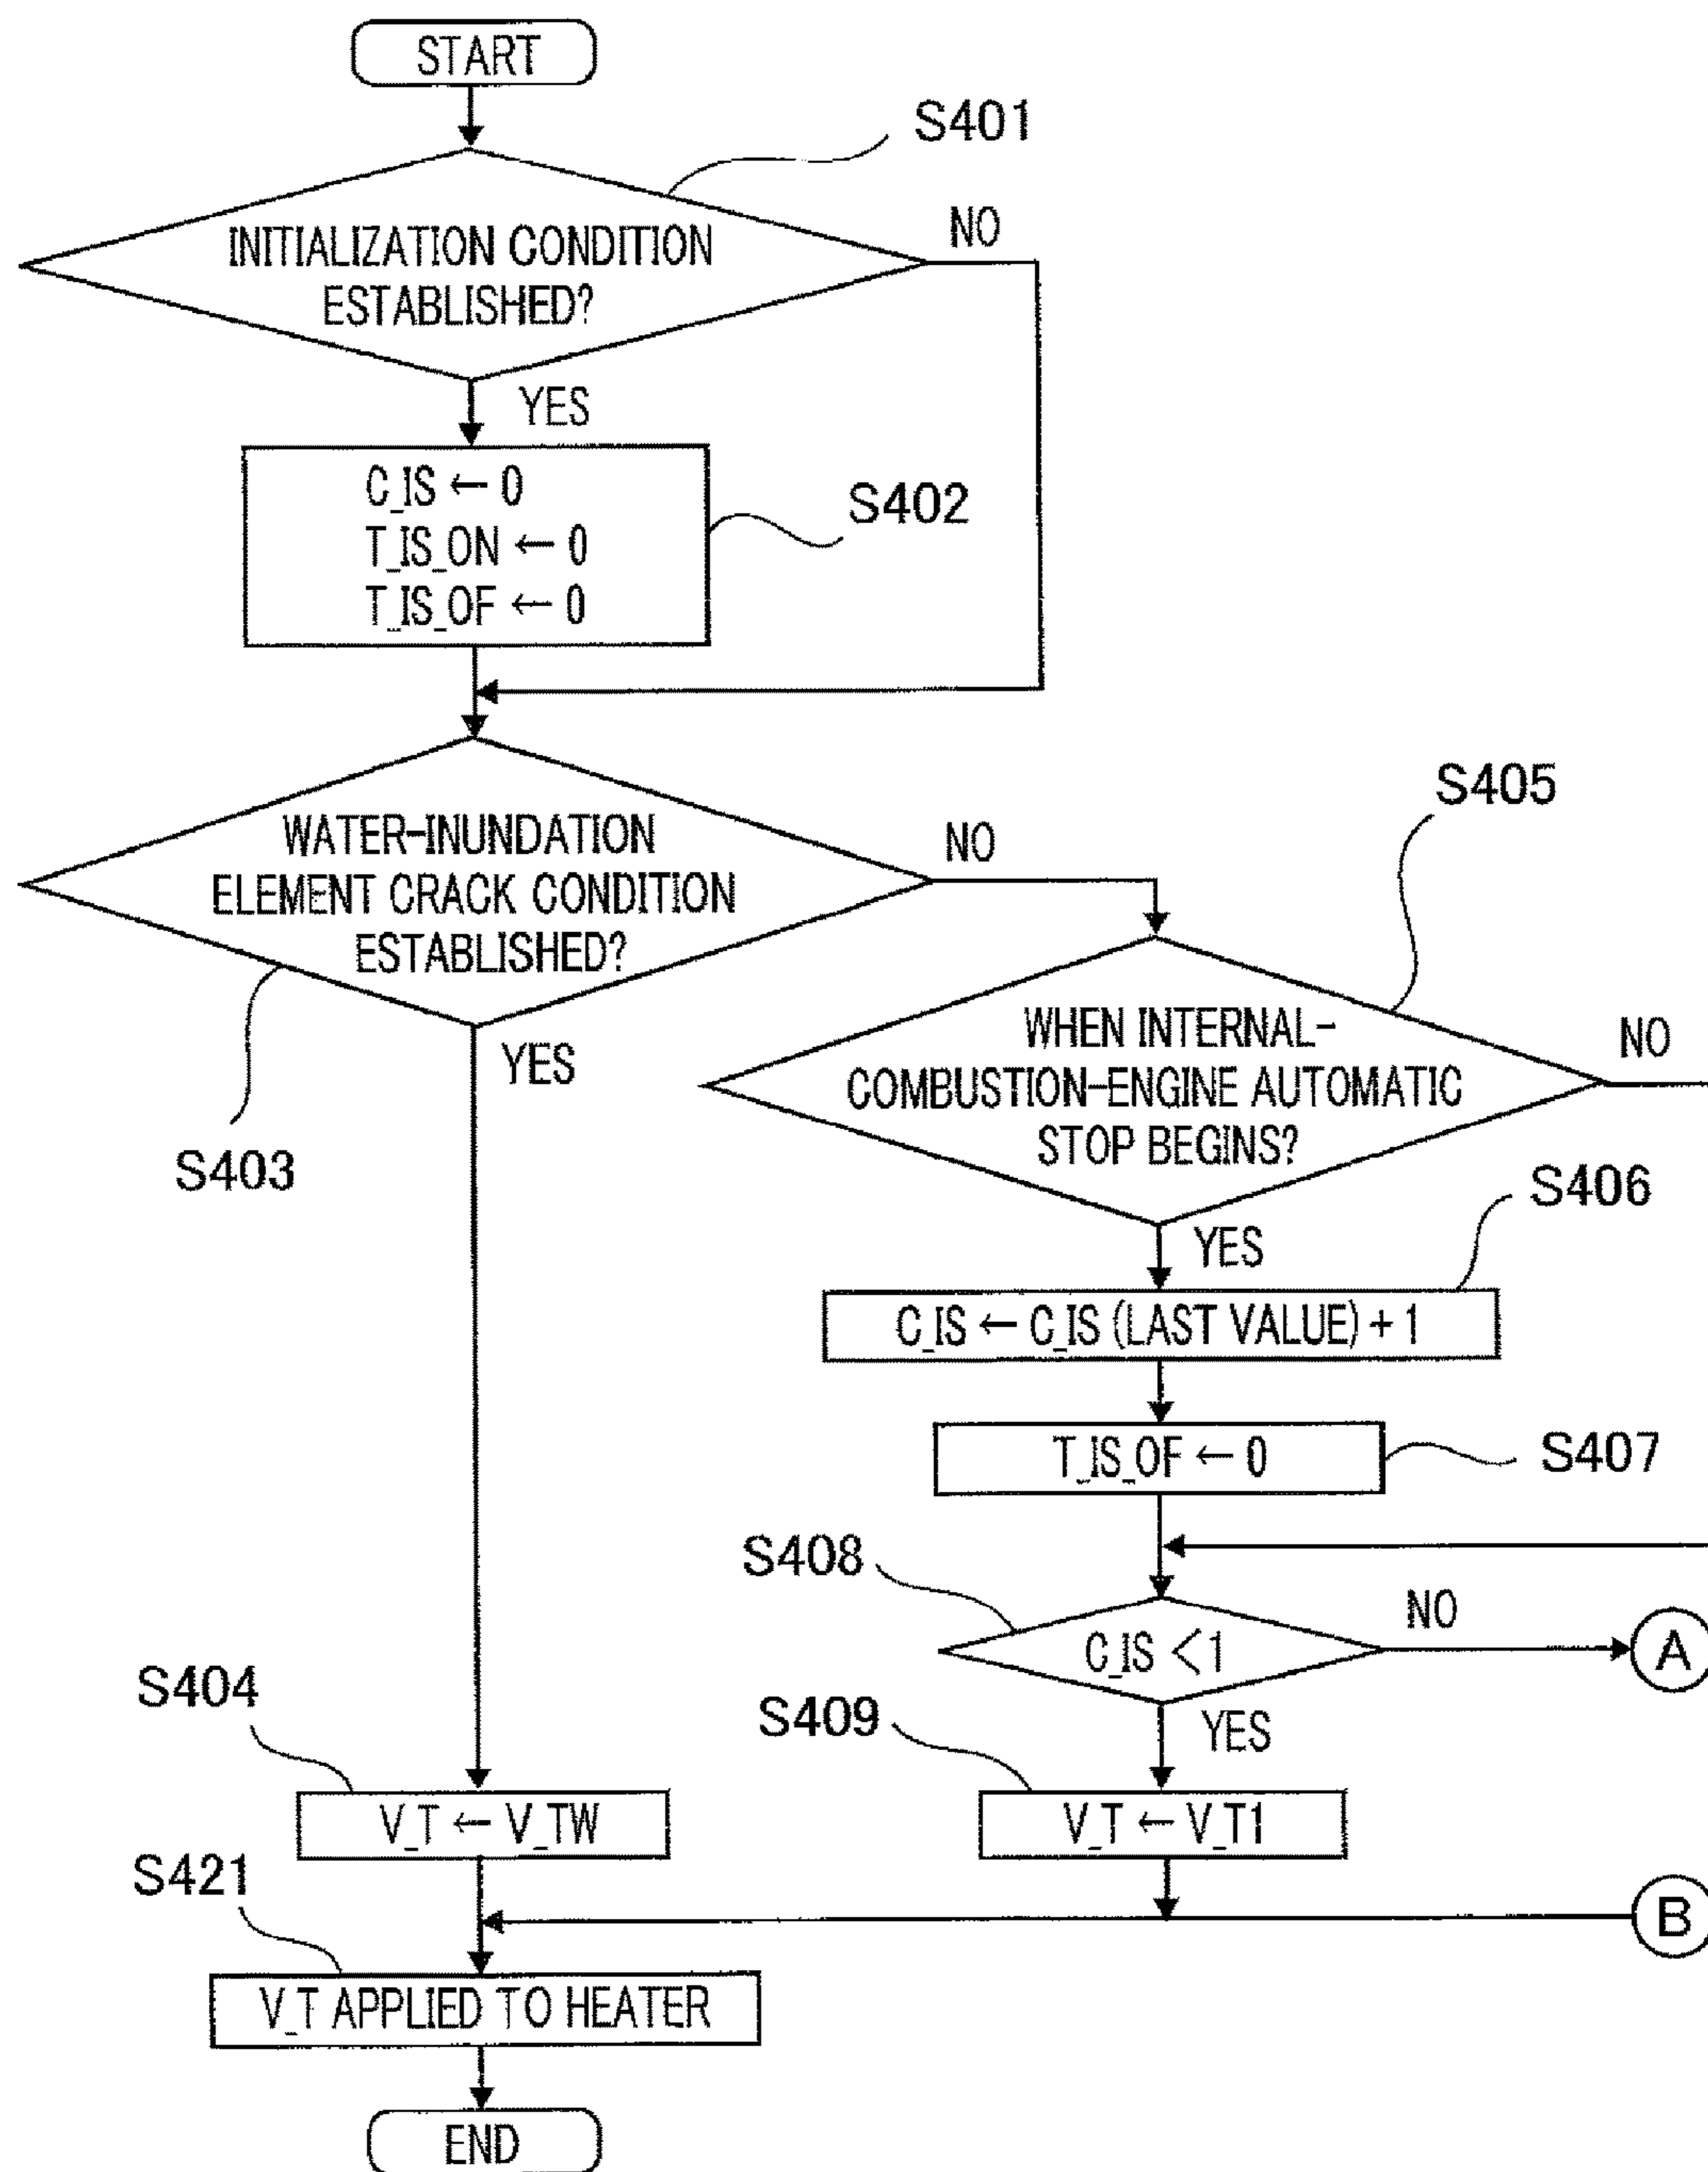 START
S401
INITIALIZATION CONDITION
ESTABLISHED?
NO
YES
C_IS ← 0
T_IS_ON ← 0
T_IS_OF ← 0
S402
WATER-INUNDATION
ELEMENT CRACK CONDITION
ESTABLISHED?
NO
S405
YES
S403
WHEN INTERNAL-
COMBUSTION-ENGINE AUTOMATIC
STOP BEGINS?
NO
YES
S406
C_IS ← C_IS (LAST VALUE) + 1
T_IS_OF ← 0
S407
S408
C_IS <1
NO
A
YES
S404
V_T ← V_TW
S409
V_T ← V_T1
S421
B
V_T APPLIED TO HEATER
END